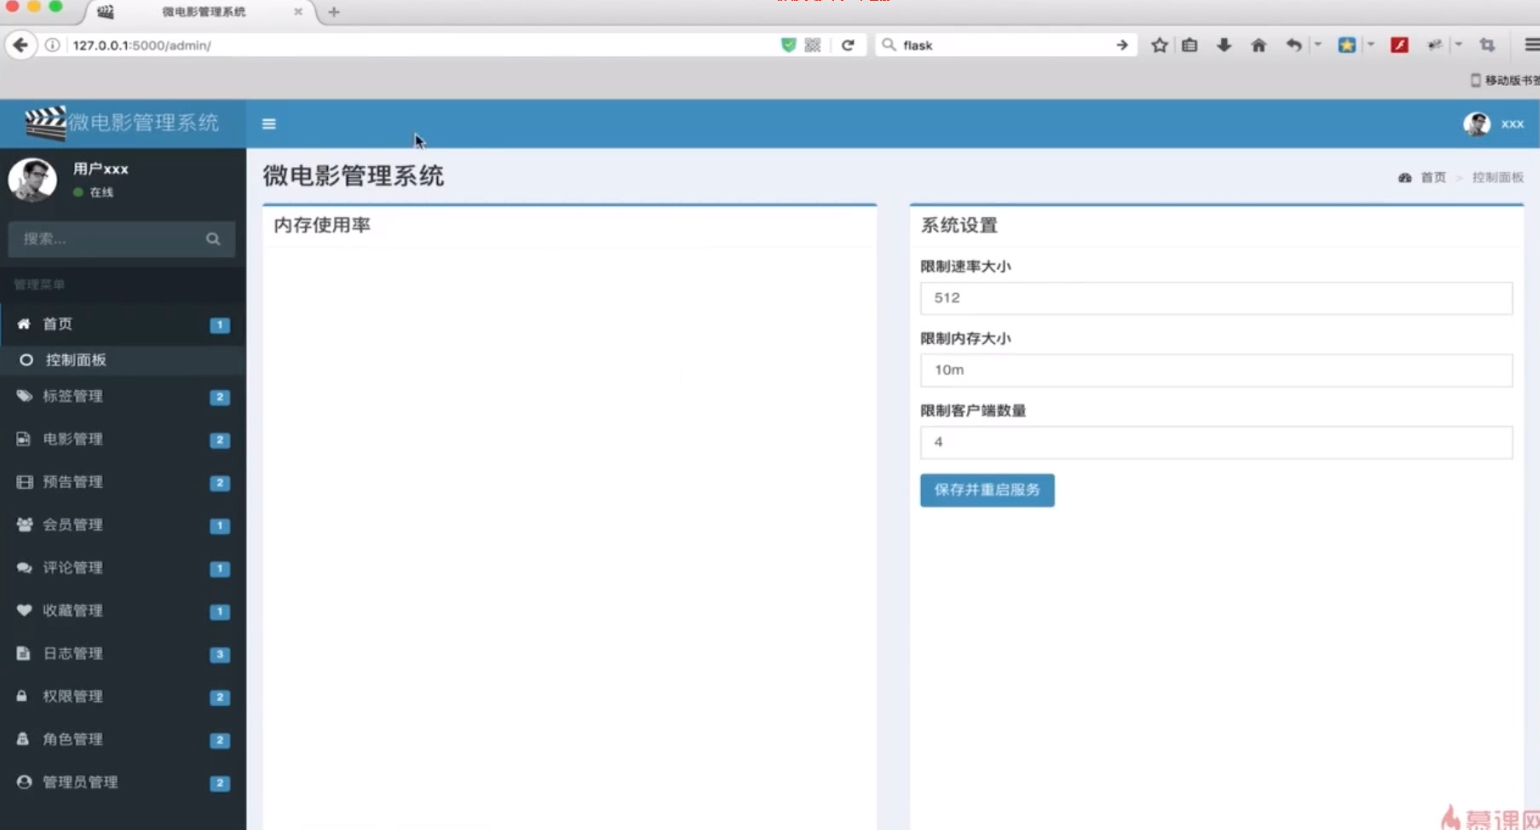 微电影管理系统
127.0.0.1:5000/admin/
flask
移动版书签
微电影管理系统
xxx
用户xxx
在线
搜索...
管理菜单
首页 1
控制面板
标签管理 2
电影管理 2
预告管理 2
会员管理 1
评论管理 1
收藏管理 1
日志管理 3
权限管理 2
角色管理 2
管理员管理 2
微电影管理系统
首页 > 控制面板
内存使用率
系统设置
限制速率大小
512
限制内存大小
10m
限制客户端数量
4
保存并重启服务
慕课网